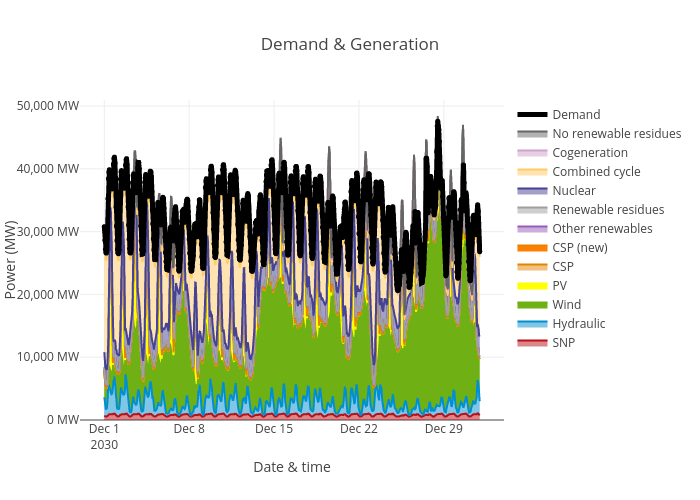 Demand & Generation
50,000 MW
40,000 MW
30,000 MW
20,000 MW
10,000 MW
0 MW
Power (MW)
Dec 1
2030
Dec 8
Dec 15
Dec 22
Dec 29
Date & time
Demand
No renewable residues
Cogeneration
Combined cycle
Nuclear
Renewable residues
Other renewables
CSP (new)
CSP
PV
Wind
Hydraulic
SNP